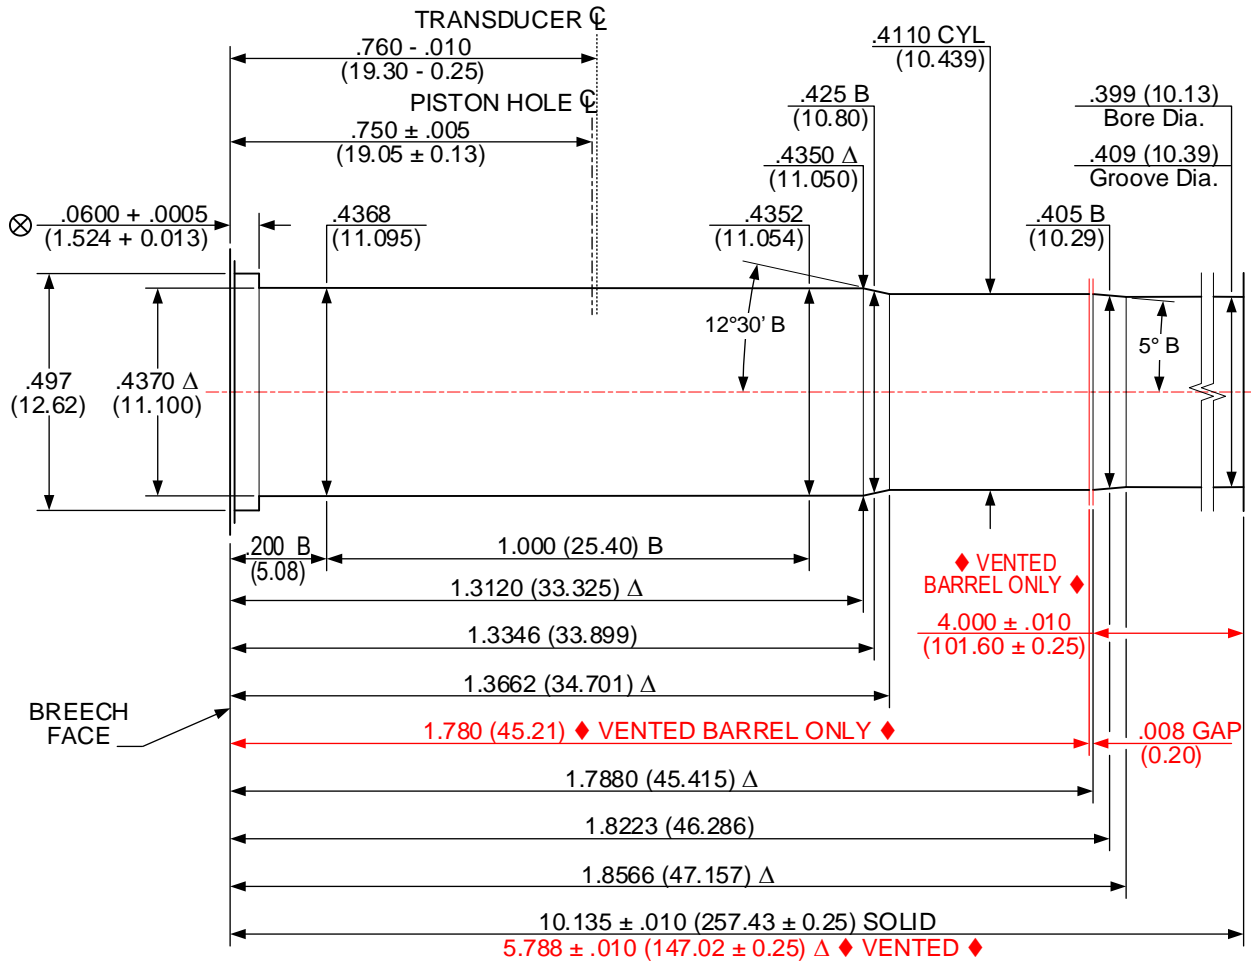 TRANSDUCER ℄
.760 - .010
(19.30 - 0.25)
PISTON HOLE ℄
.750 ± .005
(19.05 ± 0.13)
.4110 CYL
(10.439)
.425 B
(10.80)
.399 (10.13)
Bore Dia.
.4350 Δ
(11.050)
.409 (10.39)
Groove Dia.
⊗ .0600 + .0005
(1.524 + 0.013)
.4368
(11.095)
.4352
(11.054)
.405 B
(10.29)
12°30' B
5° B
.497
(12.62)
.4370 Δ
(11.100)
.200 B
(5.08)
1.000 (25.40) B
♦ VENTED
BARREL ONLY ♦
1.3120 (33.325) Δ
4.000 ± .010
(101.60 ± 0.25)
1.3346 (33.899)
1.3662 (34.701) Δ
BREECH
FACE
1.780 (45.21) ♦ VENTED BARREL ONLY ♦
.008 GAP
(0.20)
1.7880 (45.415) Δ
1.8223 (46.286)
1.8566 (47.157) Δ
10.135 ± .010 (257.43 ± 0.25) SOLID
5.788 ± .010 (147.02 ± 0.25) Δ ♦ VENTED ♦